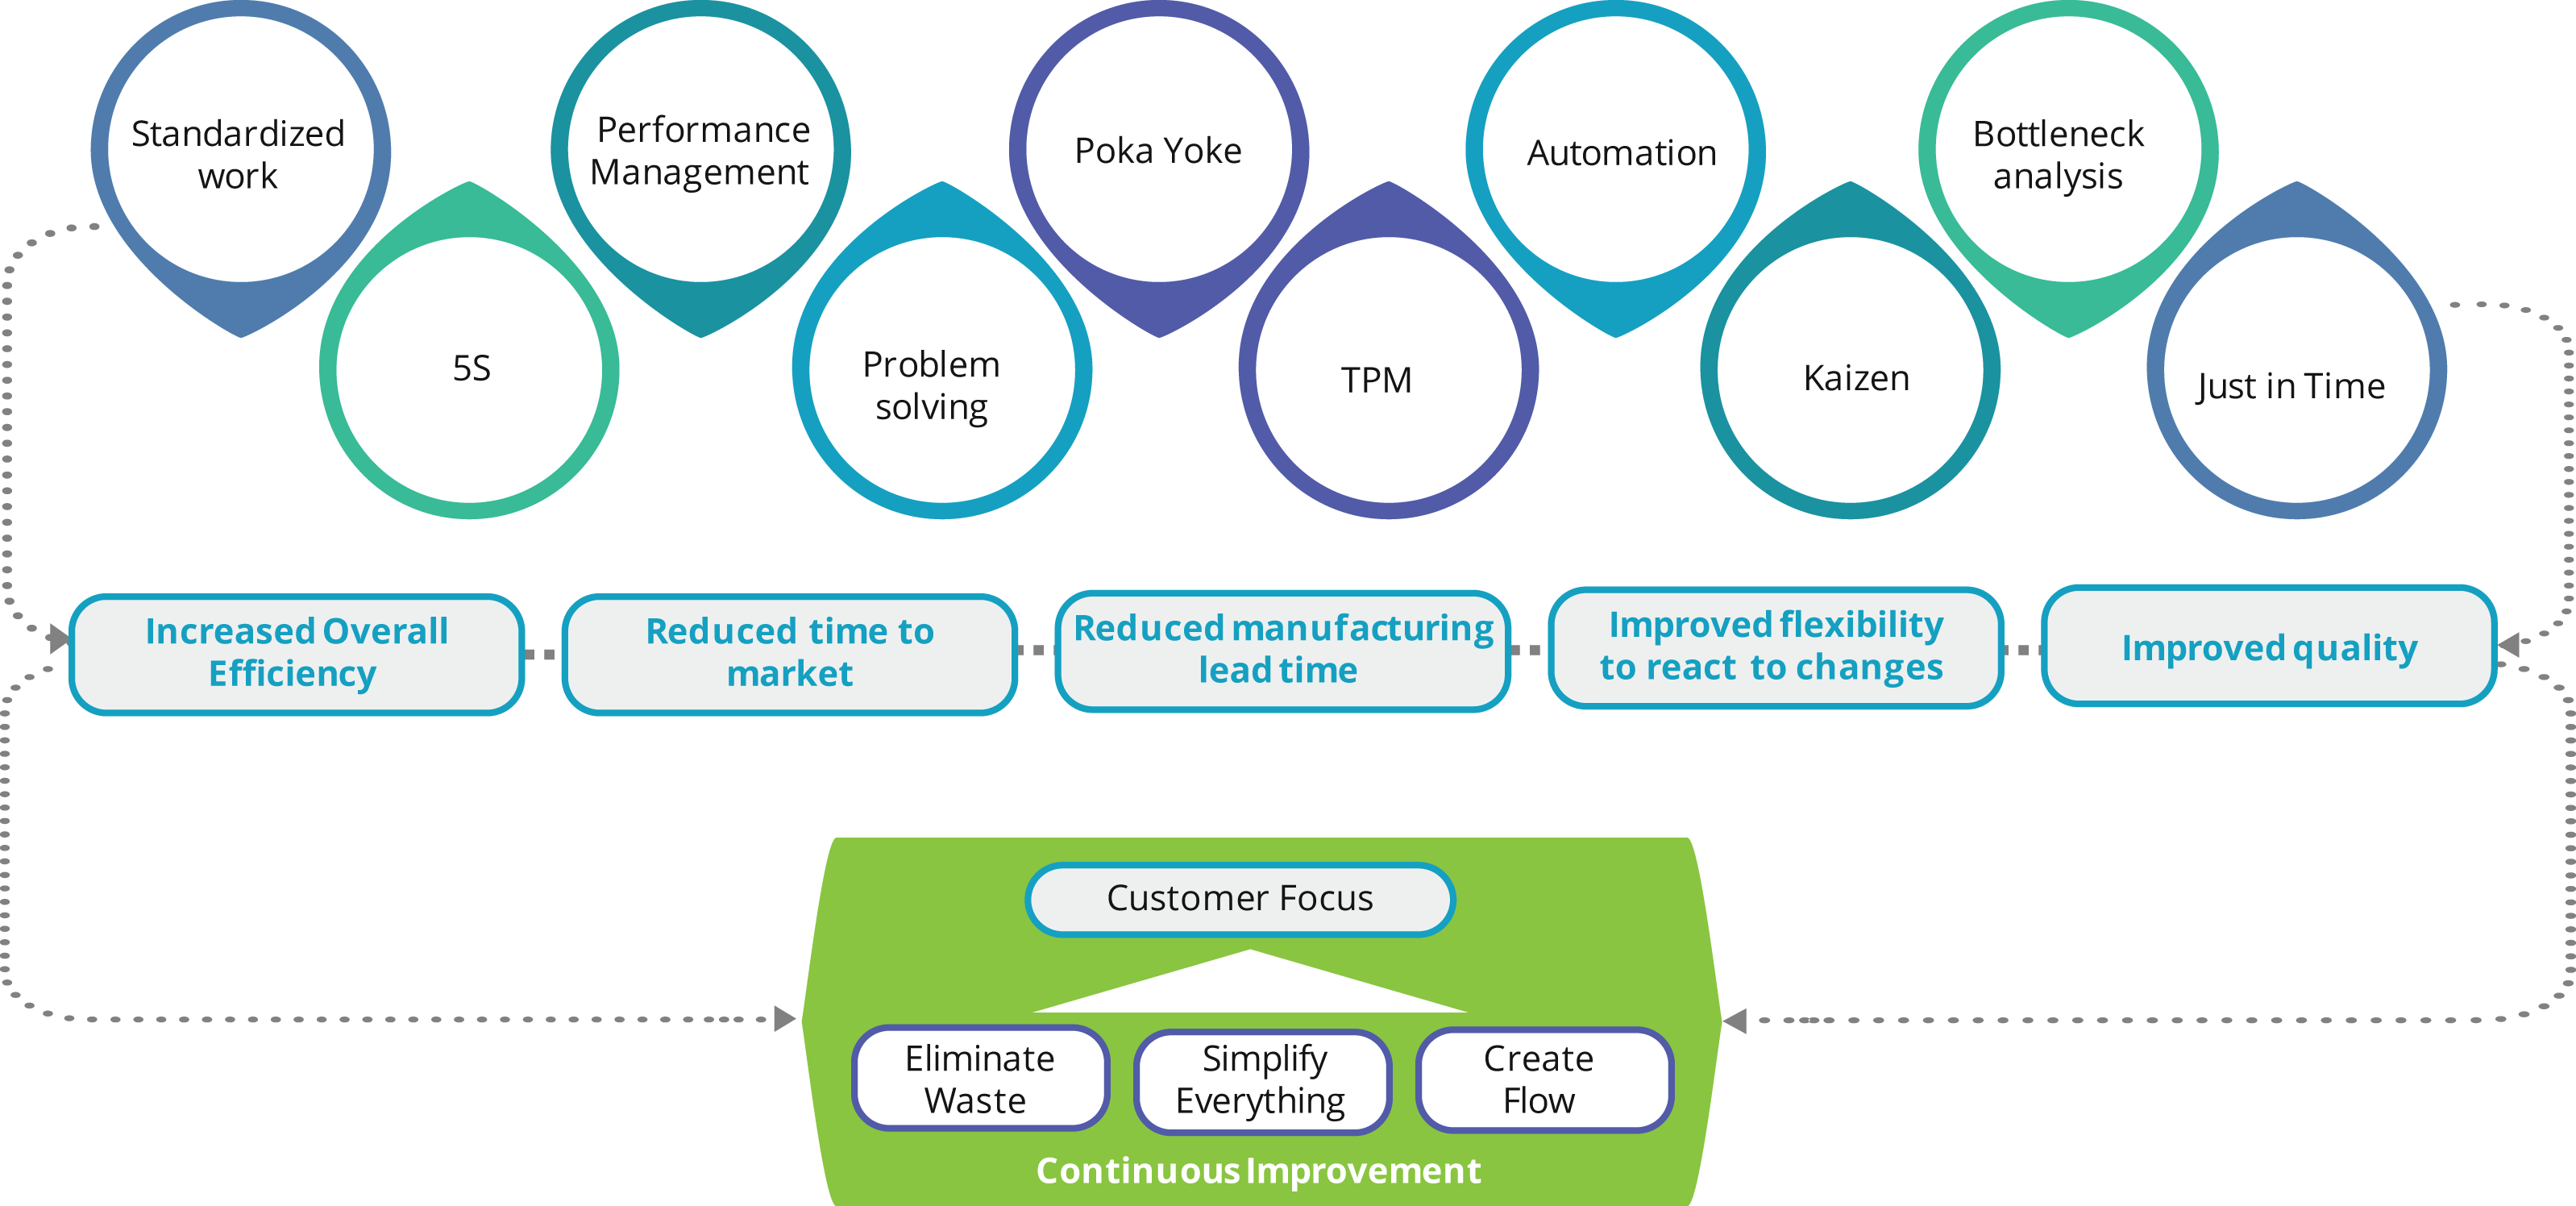 Standardized
work
5S
Performance
Management
Problem
solving
Poka Yoke
TPM
Automation
Kaizen
Bottleneck
analysis
Just in Time
Increased Overall
Efficiency
Reduced time to
market
Reduced manufacturing
lead time
Improved flexibility
to react to changes
Improved quality
Customer Focus
Eliminate
Waste
Simplify
Everything
Create
Flow
Continuous Improvement